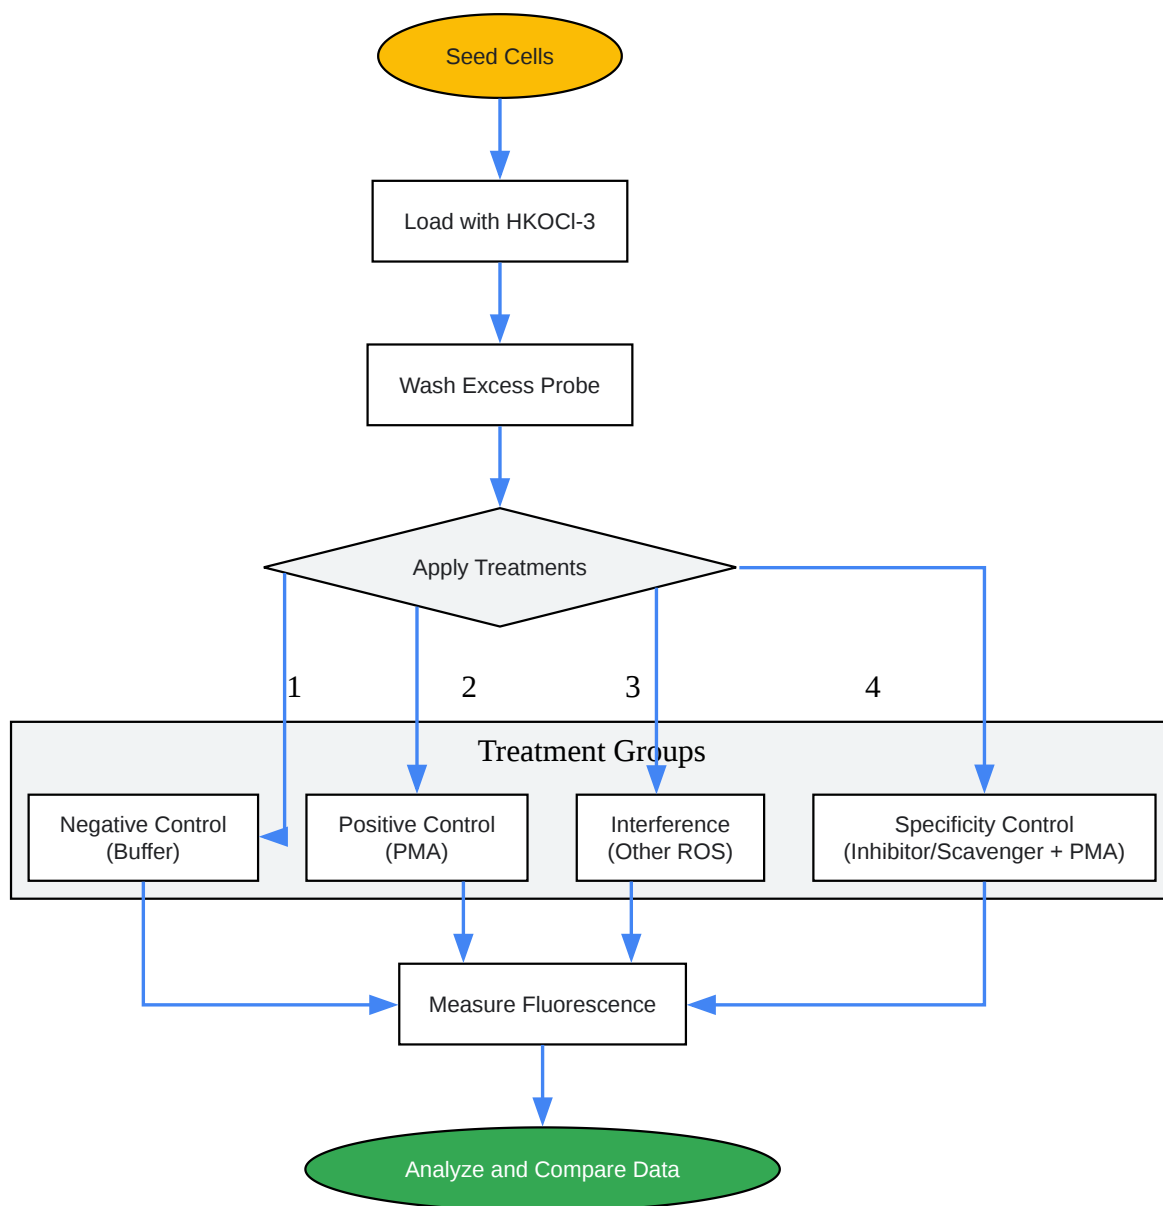 Seed Cells
Load with HKOCl-3
Wash Excess Probe
Apply Treatments
1
2
3
4
Treatment Groups
Negative Control
(Buffer)
Positive Control
(PMA)
Interference
(Other ROS)
Specificity Control
(Inhibitor/Scavenger + PMA)
Measure Fluorescence
Analyze and Compare Data